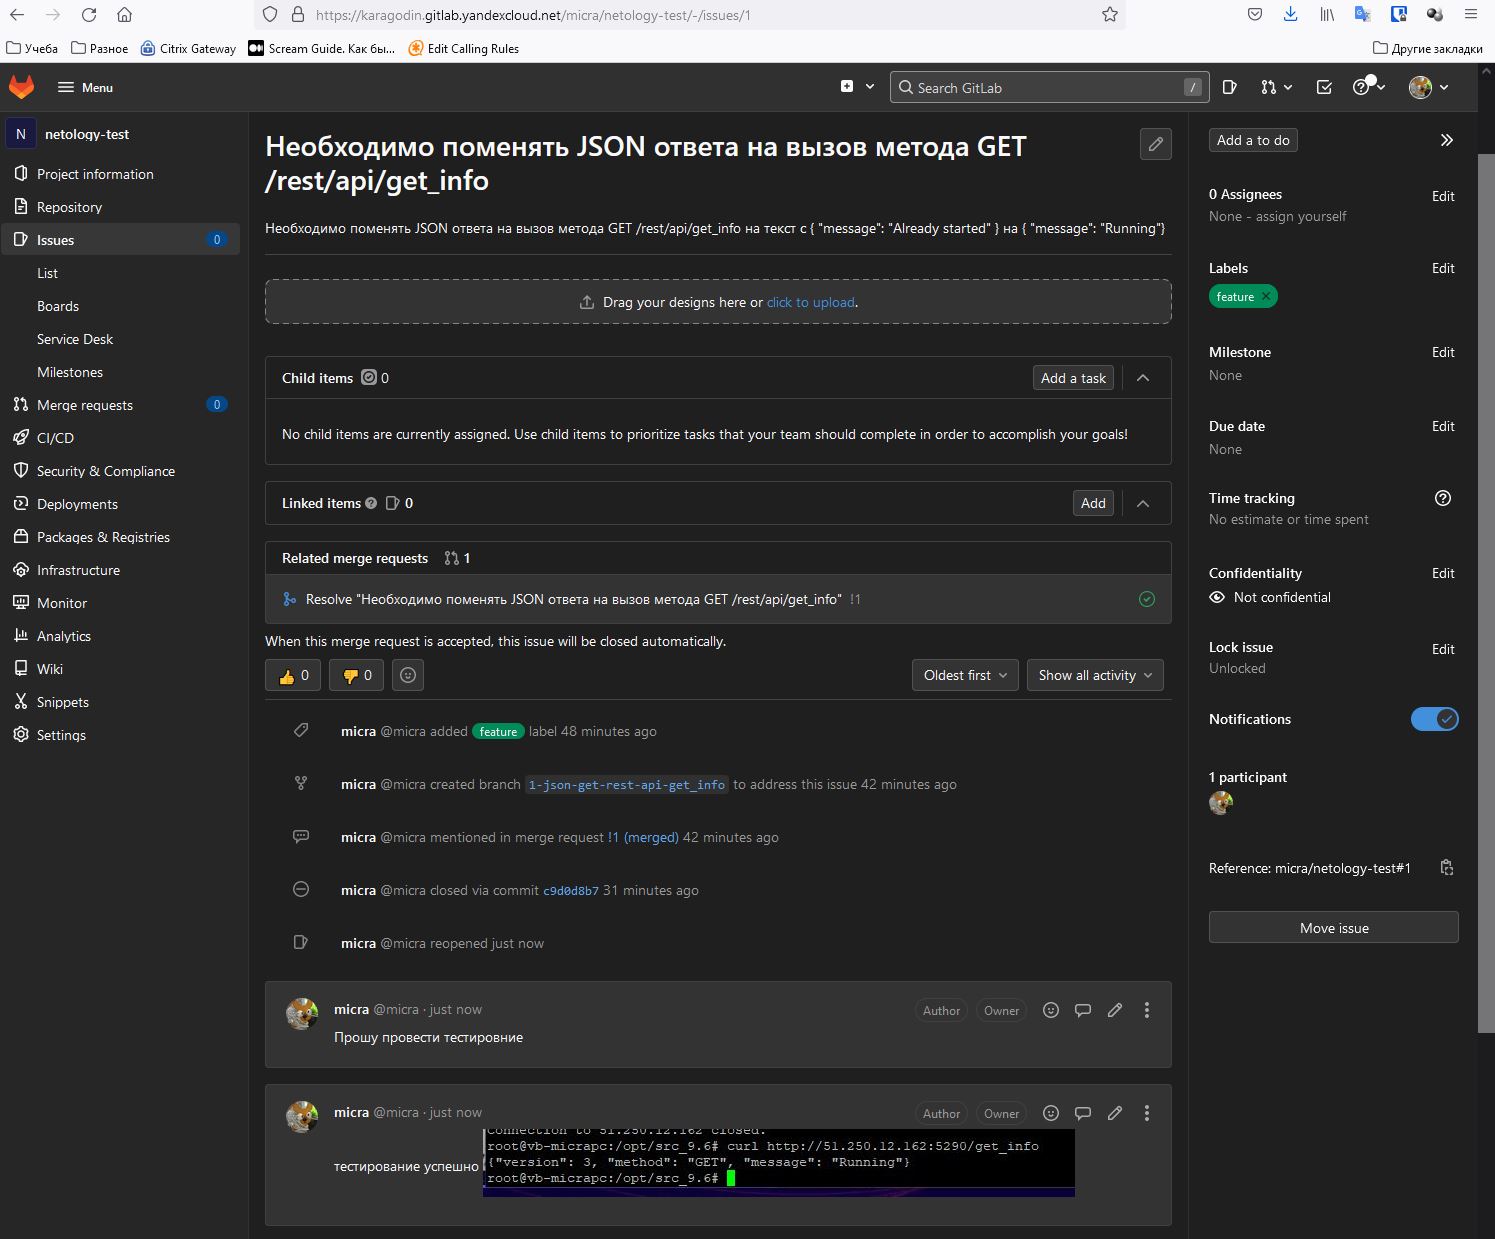 https://karagodin.gitlab.yandexcloud.net/micra/netology-test/-/issues/1
Учеба
Разное
Citrix Gateway
Scream Guide. Как бы...
Edit Calling Rules
Другие закладки
Menu
Search GitLab
/
N
netology-test
Project information
Repository
Issues
0
List
Boards
Service Desk
Milestones
Merge requests
0
CI/CD
Security & Compliance
Deployments
Packages & Registries
Infrastructure
Monitor
Analytics
Wiki
Snippets
Settings
Необходимо поменять JSON ответа на вызов метода GET
/rest/api/get_info
Необходимо поменять JSON ответа на вызов метода GET /rest/api/get_info на текст с { "message": "Already started" } на { "message": "Running"}
Drag your designs here or click to upload.
Child items 0
Add a task
No child items are currently assigned. Use child items to prioritize tasks that your team should complete in order to accomplish your goals!
Linked items 0
Add
Related merge requests 1
Resolve "Необходимо поменять JSON ответа на вызов метода GET /rest/api/get_info" !1
When this merge request is accepted, this issue will be closed automatically.
0
0
Oldest first
Show all activity
micra @micra added feature label 48 minutes ago
micra @micra created branch 1-json-get-rest-api-get_info to address this issue 42 minutes ago
micra @micra mentioned in merge request !1 (merged) 42 minutes ago
micra @micra closed via commit c9d0d8b7 31 minutes ago
micra @micra reopened just now
micra @micra · just now
Author
Owner
Прошу провести тестировние
micra @micra · just now
Author
Owner
Connection to 51.250.12.162 closed.
root@vb-micrapc:/opt/src_9.6# curl http://51.250.12.162:5290/get_info
{"version": 3, "method": "GET", "message": "Running"}
root@vb-micrapc:/opt/src_9.6#
тестирование успешно
Add a to do
0 Assignees
Edit
None - assign yourself
Labels
Edit
feature
Milestone
Edit
None
Due date
Edit
None
Time tracking
No estimate or time spent
Confidentiality
Edit
Not confidential
Lock issue
Edit
Unlocked
Notifications
1 participant
Reference: micra/netology-test#1
Move issue